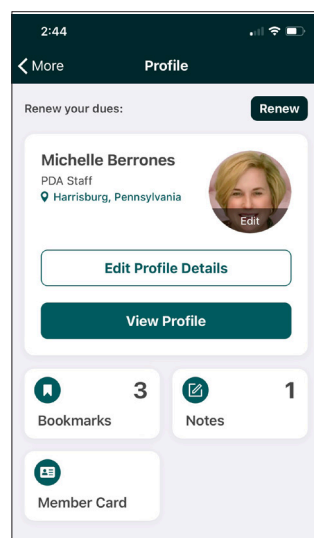 2:44
More
Profile
Renew your dues:
Renew
Michelle Berrones
PDA Staff
Harrisburg, Pennsylvania
Edit
Edit Profile Details
View Profile
3
Bookmarks
1
Notes
Member Card